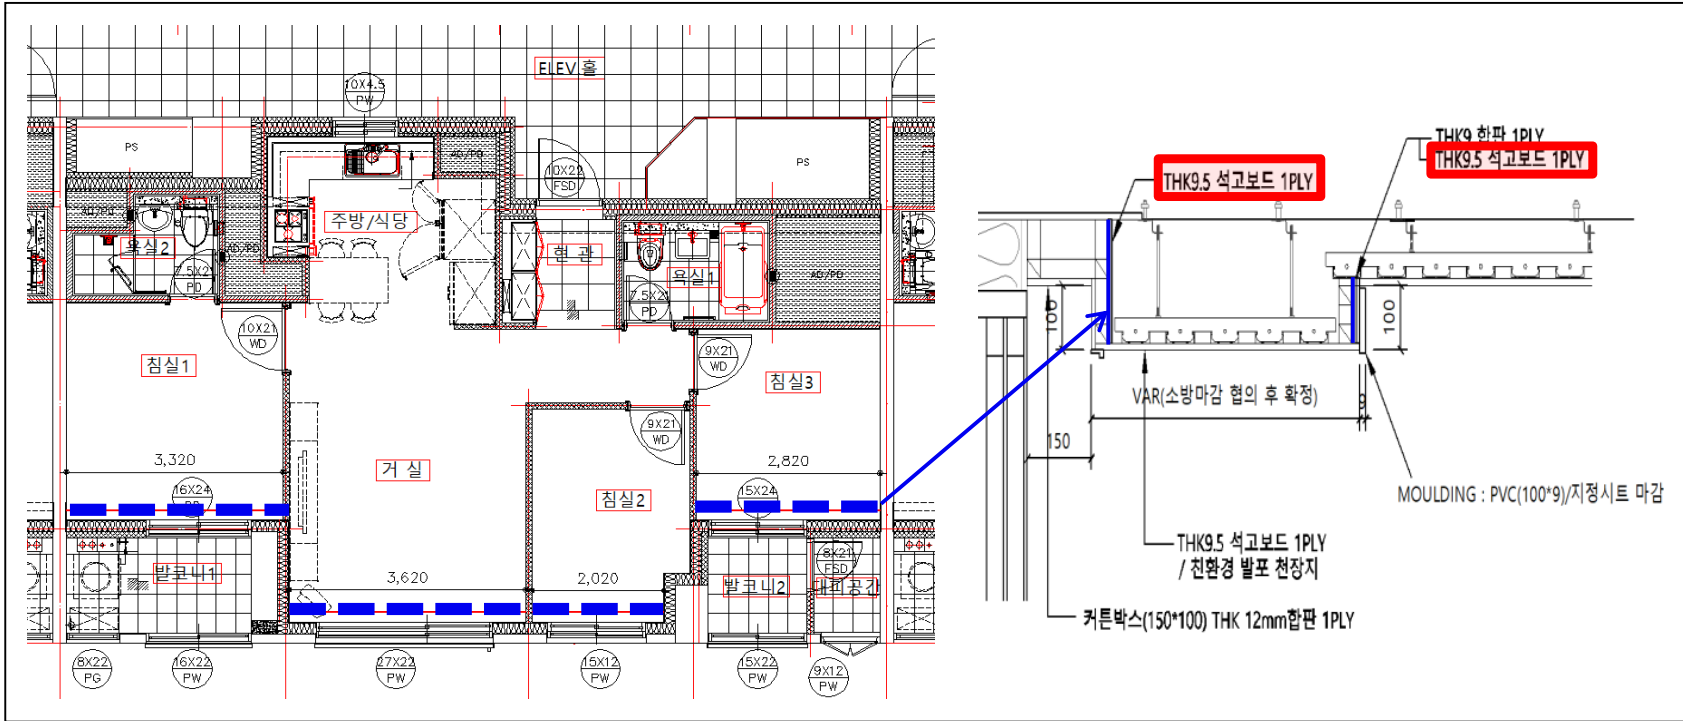 ELEV 홀
10X4.5
PW
PS
AD/PD
10X22
FSD
PS
AD/PD
주방/식당
현 관
욕실2
AD/PD
7.5X21
PD
욕실1
7.5X21
PD
AD/PD
10X21
WD
9X21
WD
침실1
침실3
9X21
WD
3,320
거 실
2,820
16X24
침실2
15X24
발코니1
3,620
2,020
발코니2
8X21
FSD
대피공간
8X22
PG
16X22
PW
27X22
PW
15X12
PW
15X22
PW
9X12
PW
THK9 합판 1PLY
THK9.5 석고보드 1PLY
THK9.5 석고보드 1PLY
100
100
VAR(소방마감 협의 후 확정)
9
150
MOULDING : PVC(100*9)/지정시트 마감
THK9.5 석고보드 1PLY
/ 친환경 발포 천장지
커튼박스(150*100) THK 12mm합판 1PLY